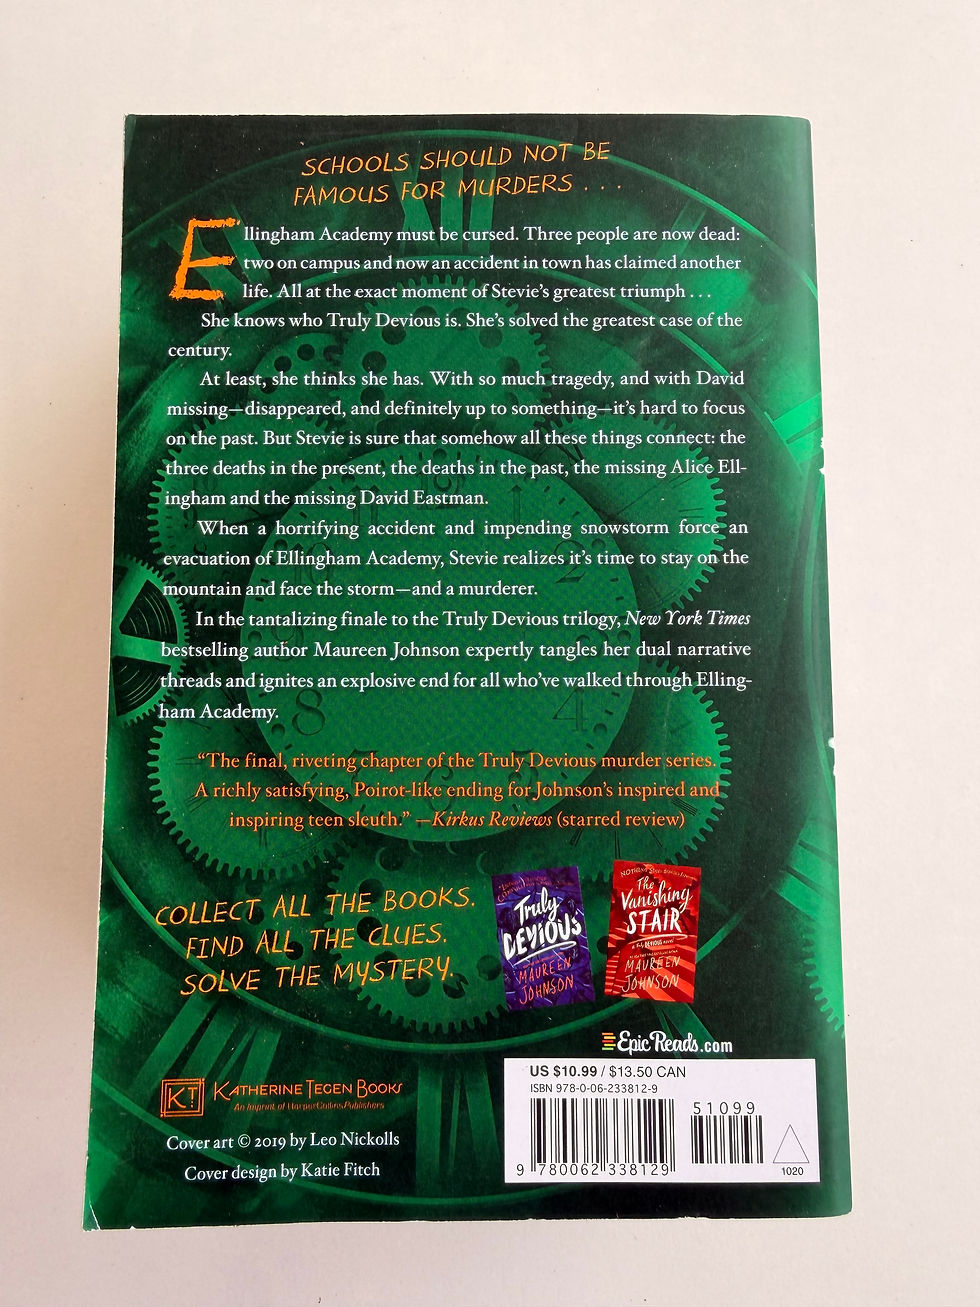 SCHOOLS SHOULD NOT BE
FAMOUS FOR MURDERS . . .
Ellingham Academy must be cursed. Three people are now dead:
two on campus and now an accident in town has claimed another
life. All at the exact moment of Stevie's greatest triumph . . .
She knows who Truly Devious is. She's solved the greatest case of the
century.
At least, she thinks she has. With so much tragedy, and with David
missing—disappeared, and definitely up to something—it's hard to focus
on the past. But Stevie is sure that somehow all these things connect: the
three deaths in the present, the deaths in the past, the missing Alice Ell-
ingham and the missing David Eastman.
When a horrifying accident and impending snowstorm force an
evacuation of Ellingham Academy, Stevie realizes it's time to stay on the
mountain and face the storm—and a murderer.
In the tantalizing finale to the Truly Devious trilogy, New York Times
bestselling author Maureen Johnson expertly tangles her dual narrative
threads and ignites an explosive end for all who've walked through Elling-
ham Academy.
"The final, riveting chapter of the Truly Devious murder series.
A richly satisfying, Poirot-like ending for Johnson's inspired and
inspiring teen sleuth." —Kirkus Reviews (starred review)
COLLECT ALL THE BOOKS.
FIND ALL THE CLUES.
SOLVE THE MYSTERY.
Truly
DEVIOUS
MAUREEN
JOHNSON
The
Vanishing
STAIR
a truly DEVIOUS novel
MAUREEN
JOHNSON
EpicReads.com
KT
KATHERINE TEGEN BOOKS
An Imprint of HarperCollinsPublishers
Cover art © 2019 by Leo Nickolls
Cover design by Katie Fitch
US $10.99 / $13.50 CAN
ISBN 978-0-06-233812-9
51099
9 780062 338129
1020